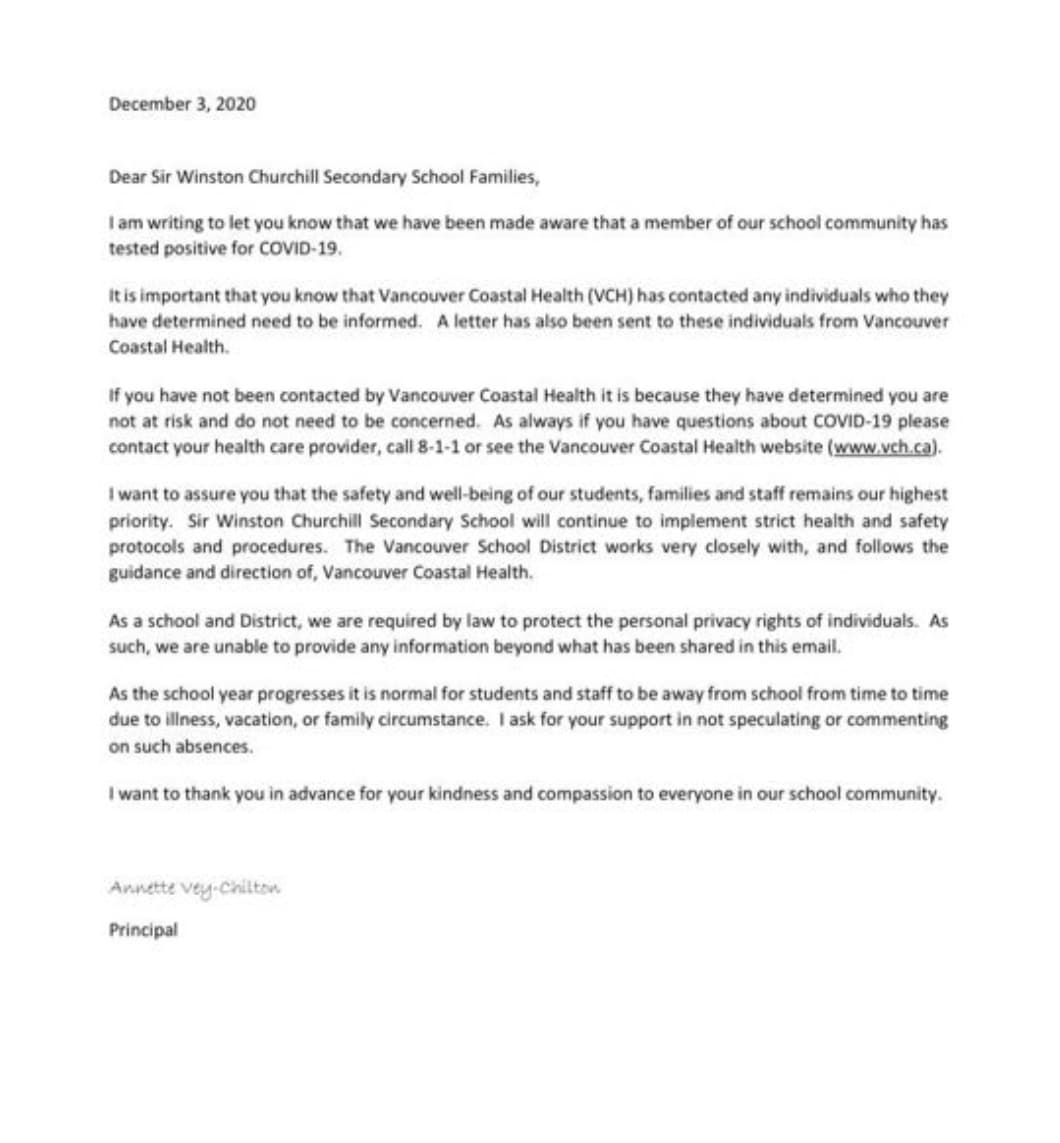 December 3, 2020
Dear Sir Winston Churchill Secondary School Families,
I am writing to let you know that we have been made aware that a member of our school community has
tested positive for COVID-19.
It is important that you know that Vancouver Coastal Health (VCH) has contacted any individuals who they
have determined need to be informed.   A letter has also been sent to these individuals from Vancouver
Coastal Health.
If you have not been contacted by Vancouver Coastal Health it is because they have determined you are
not at risk and do not need to be concerned.  As always if you have questions about COVID-19 please
contact your health care provider, call 8-1-1 or see the Vancouver Coastal Health website (www.vch.ca).
I want to assure you that the safety and well-being of our students, families and staff remains our highest
priority.  Sir Winston Churchill Secondary School will continue to implement strict health and safety
protocols and procedures.  The Vancouver School District works very closely with, and follows the
guidance and direction of, Vancouver Coastal Health.
As a school and District, we are required by law to protect the personal privacy rights of individuals.  As
such, we are unable to provide any information beyond what has been shared in this email.
As the school year progresses it is normal for students and staff to be away from school from time to time
due to illness, vacation, or family circumstance.  I ask for your support in not speculating or commenting
on such absences.
I want to thank you in advance for your kindness and compassion to everyone in our school community.
Annette Vey-Chilton
Principal